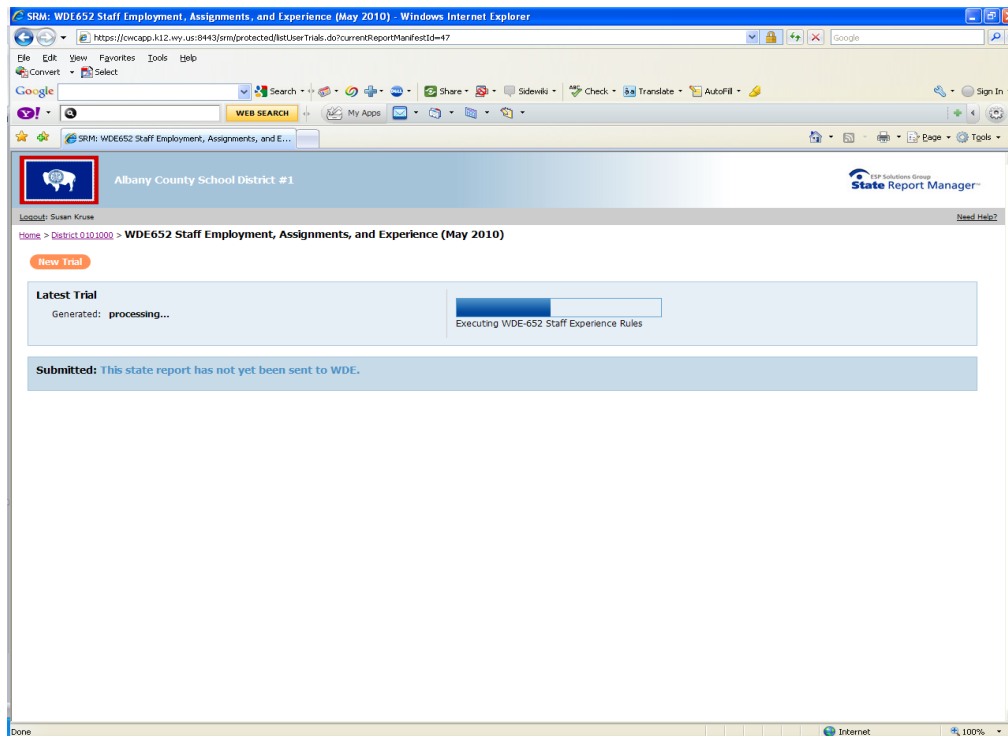 SRM: WDE652 Staff Employment, Assignments, and Experience (May 2010) - Windows Internet Explorer
https://cwcapp.k12.wy.us:8443/srm/protected/listUserTrials.do?currentReportManifestId=47
Google
File Edit View Favorites Tools Help
Convert Select
Google Search Share Sidewiki Check Translate AutoFill Sign In
Y! WEB SEARCH My Apps
SRM: WDE652 Staff Employment, Assignments, and E... Page Tools
Albany County School District #1
ESP Solutions Group
State Report Manager
Logout: Susan Kruse Need Help?
Home > District 0101000 > WDE652 Staff Employment, Assignments, and Experience (May 2010)
New Trial
Latest Trial
Generated: processing...
Executing WDE-652 Staff Experience Rules
Submitted: This state report has not yet been sent to WDE.
Done Internet 100%